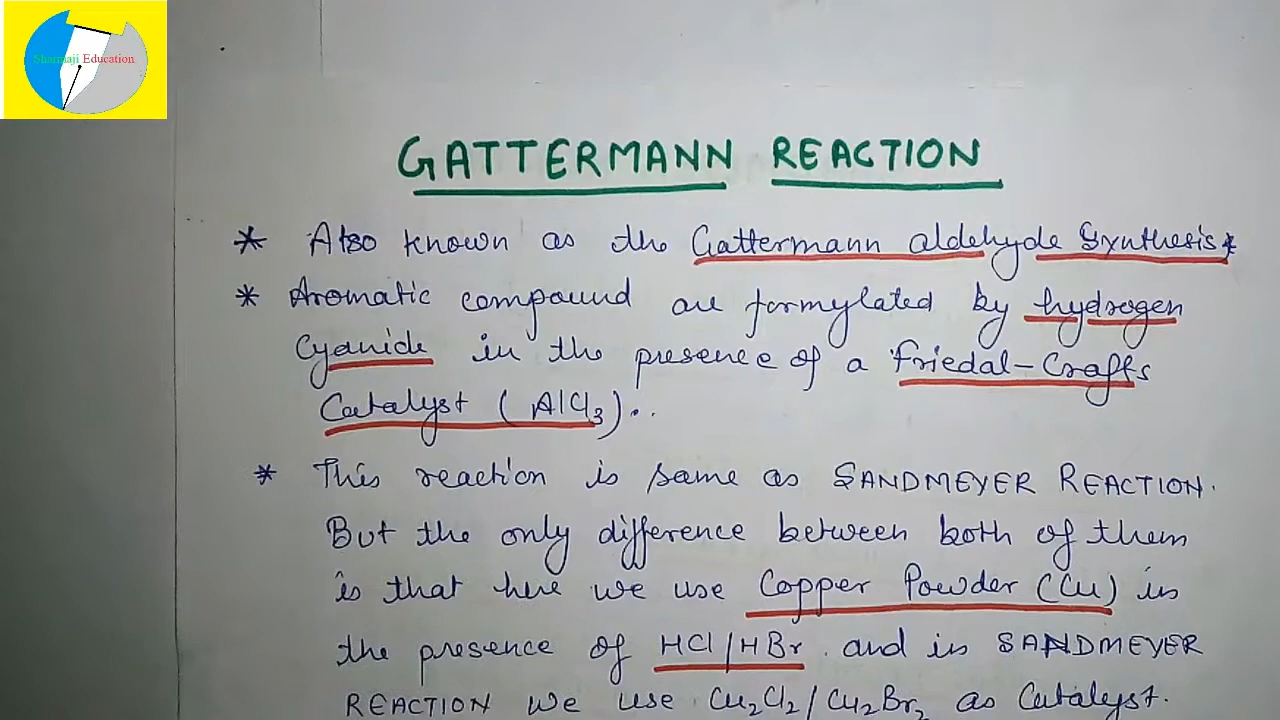 Sharmaji Education
GATTERMANN REACTION
* Also known as the Gattermann aldehyde Synthesis*
* Aromatic compound are formylated by hydrogen
Cyanide in the presence of a Friedal-Crafts
Catalyst (AlCl₃)..
* This reaction is same as SANDMEYER REACTION.
But the only difference between both of them
is that here we use Copper Powder (Cu) in
the presence of HCl/HBr. and in SANDMEYER
REACTION we use Cu₂Cl₂/Cu₂Br₂ as Catalyst.